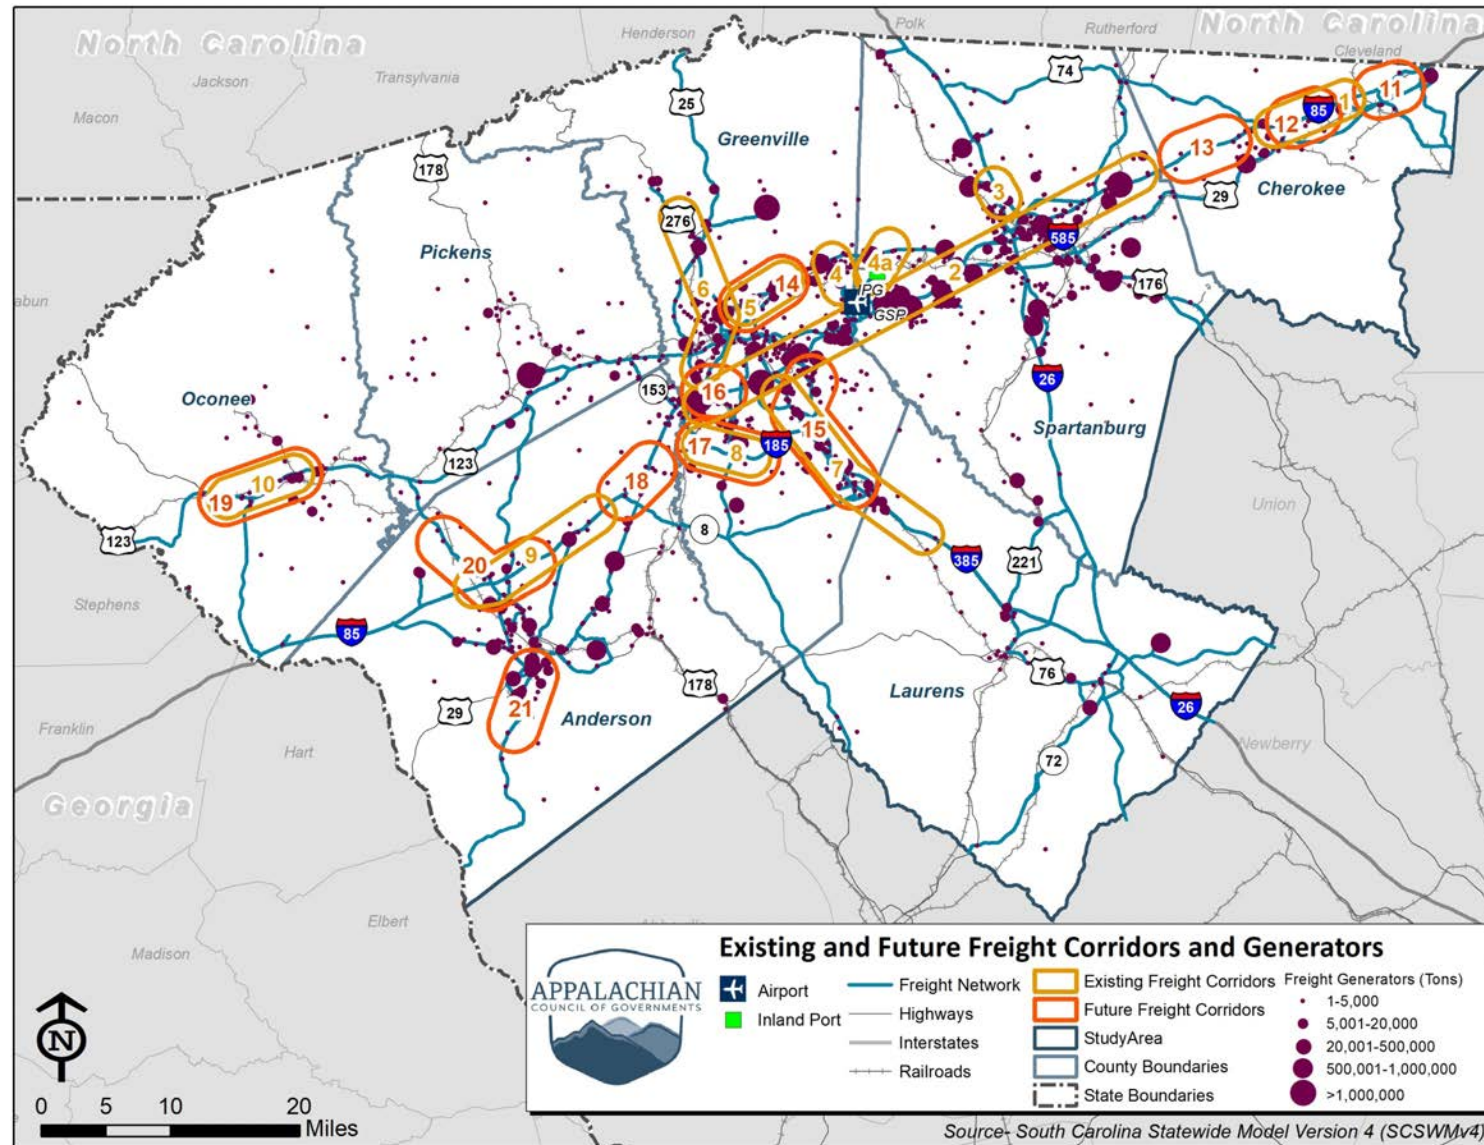 North Carolina
North Carolina
Polk
Rutherford
Cleveland
Henderson
Transylvania
Jackson
Macon
74
25
85
1
11
12
Greenville
13
178
Cherokee
29
3
276
585
Pickens
4a
4
2
14
176
IPG
6
5
GSP
abun
26
153
16
Oconee
15
Spartanburg
185
17
8
123
7
18
10
19
Union
8
123
9
20
385
221
Stephens
85
76
178
Laurens
29
21
Anderson
26
Franklin
Hart
Newberry
72
Georgia
Elbert
Madison
Existing and Future Freight Corridors and Generators
APPALACHIAN
COUNCIL OF GOVERNMENTS
Airport
Inland Port
Freight Network
Highways
Interstates
Railroads
Existing Freight Corridors
Future Freight Corridors
StudyArea
County Boundaries
State Boundaries
Freight Generators (Tons)
1-5,000
5,001-20,000
20,001-500,000
500,001-1,000,000
>1,000,000
N
0 5 10 20
Miles
Source- South Carolina Statewide Model Version 4 (SCSWMv4)